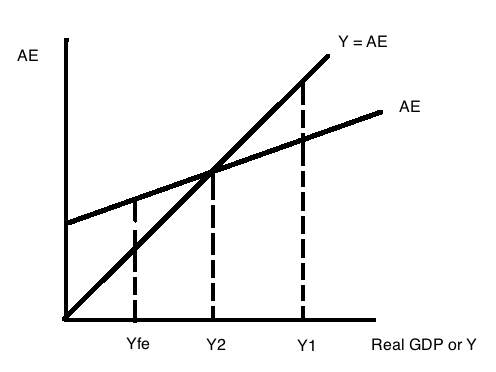 Y = AE
AE
AE
Yfe
Y2
Y1
Real GDP or Y